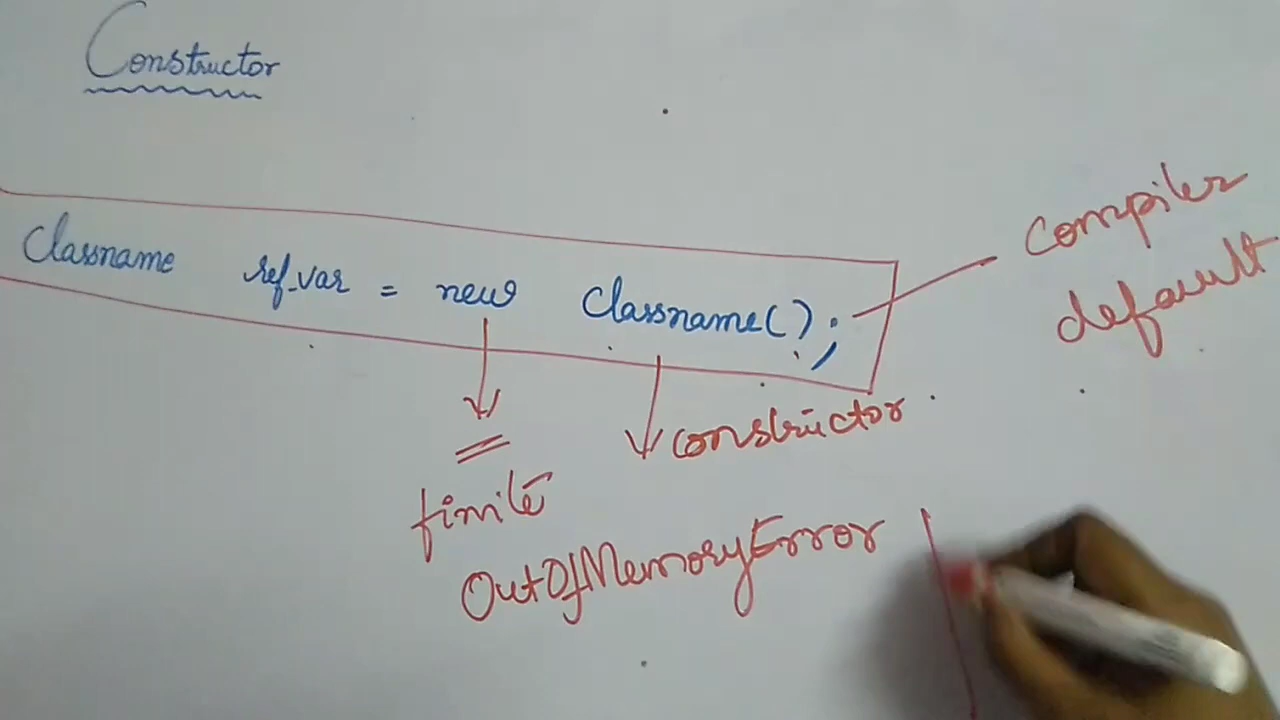 Constructor
Classname ref_var = new Classname();
compiler
default
constructor.
finite
OutOfMemoryError